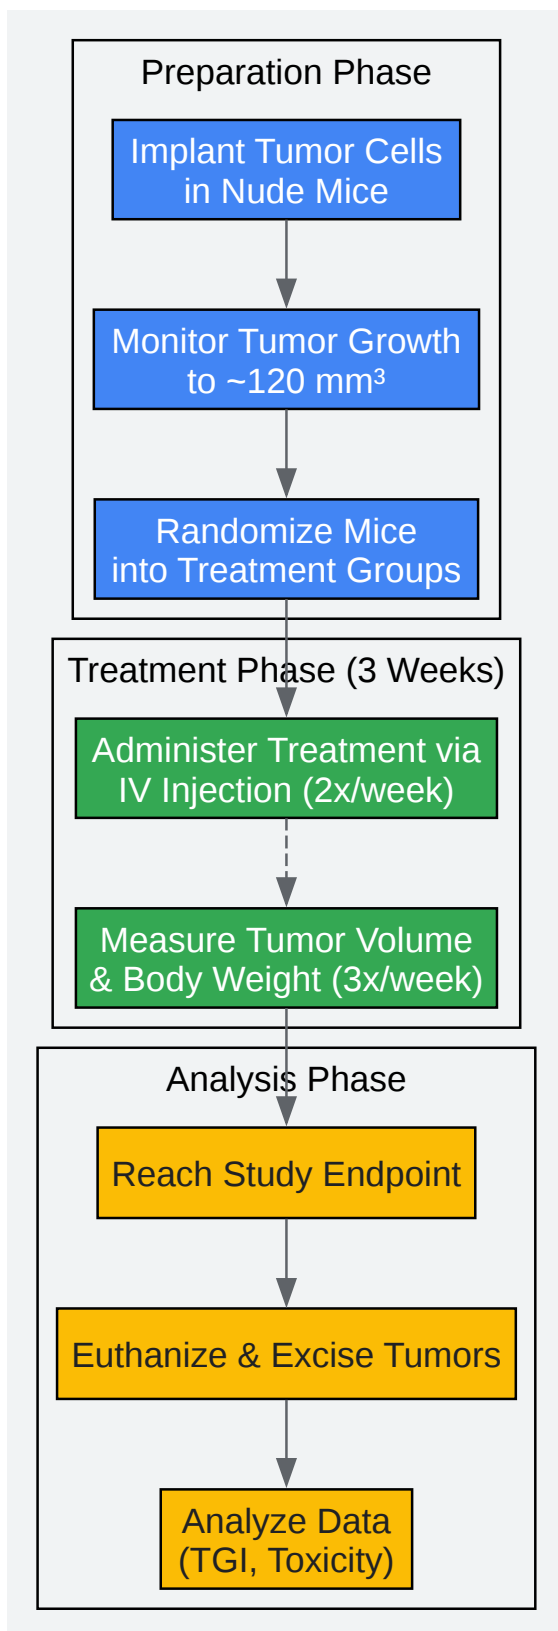 Preparation Phase
Implant Tumor Cells
in Nude Mice
Monitor Tumor Growth
to ~120 mm³
Randomize Mice
into Treatment Groups
Treatment Phase (3 Weeks)
Administer Treatment via
IV Injection (2x/week)
Measure Tumor Volume
& Body Weight (3x/week)
Analysis Phase
Reach Study Endpoint
Euthanize & Excise Tumors
Analyze Data
(TGI, Toxicity)